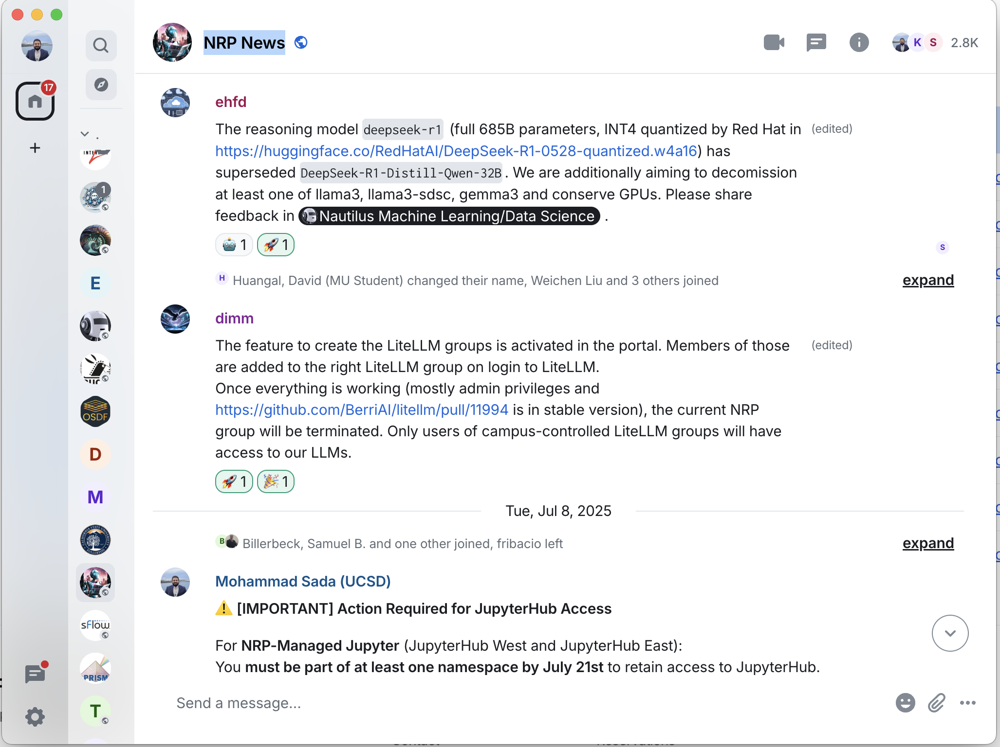 NRP News
K
S
2.8K
17
1
E
OSDF
D
M
CALIFORNIA STATE UNIVERSITY
FULLERTON
sFlow
PRISM
T
ehfd
The reasoning model deepseek-r1 (full 685B parameters, INT4 quantized by Red Hat in (edited)
https://huggingface.co/RedHatAI/DeepSeek-R1-0528-quantized.w4a16) has
superseded DeepSeek-R1-Distill-Qwen-32B. We are additionally aiming to decomission
at least one of llama3, llama3-sdsc, gemma3 and conserve GPUs. Please share
feedback in Nautilus Machine Learning/Data Science .
1 1
S
H Huangal, David (MU Student) changed their name, Weichen Liu and 3 others joined expand
dimm
The feature to create the LiteLLM groups is activated in the portal. Members of those (edited)
are added to the right LiteLLM group on login to LiteLLM.
Once everything is working (mostly admin privileges and
https://github.com/BerriAI/litellm/pull/11994 is in stable version), the current NRP
group will be terminated. Only users of campus-controlled LiteLLM groups will have
access to our LLMs.
1 1
Tue, Jul 8, 2025
B Billerbeck, Samuel B. and one other joined, fribacio left expand
Mohammad Sada (UCSD)
⚠️ [IMPORTANT] Action Required for JupyterHub Access
For NRP-Managed Jupyter (JupyterHub West and JupyterHub East):
You must be part of at least one namespace by July 21st to retain access to JupyterHub.
Send a message…